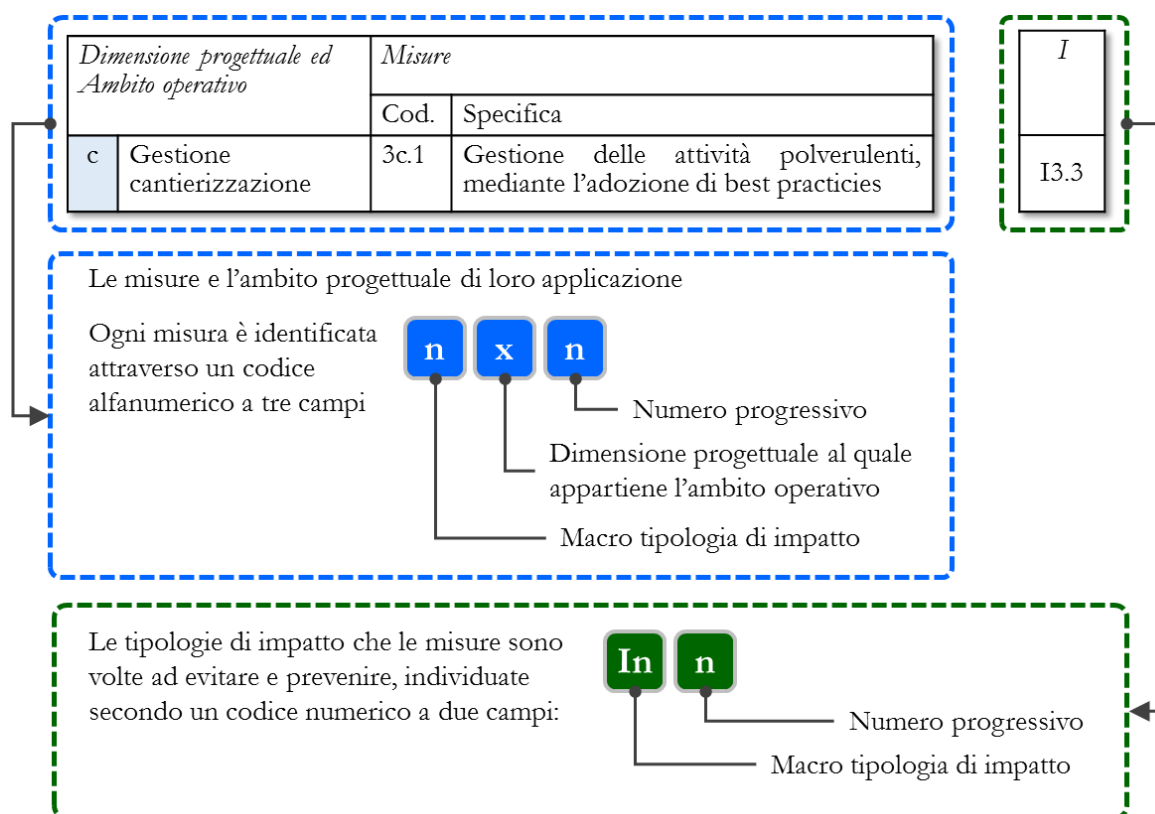 Dimensione progettuale ed
Ambito operativo
Misure
I
Cod.
Specifica
c
Gestione
cantierizzazione
3c.1
Gestione delle attività polverulenti,
mediante l'adozione di best practicies
I3.3
Le misure e l'ambito progettuale di loro applicazione
Ogni misura è identificata
attraverso un codice
alfanumerico a tre campi
n x n
Numero progressivo
Dimensione progettuale al quale
appartiene l'ambito operativo
Macro tipologia di impatto
Le tipologie di impatto che le misure sono
volte ad evitare e prevenire, individuate
secondo un codice numerico a due campi:
In n
Numero progressivo
Macro tipologia di impatto